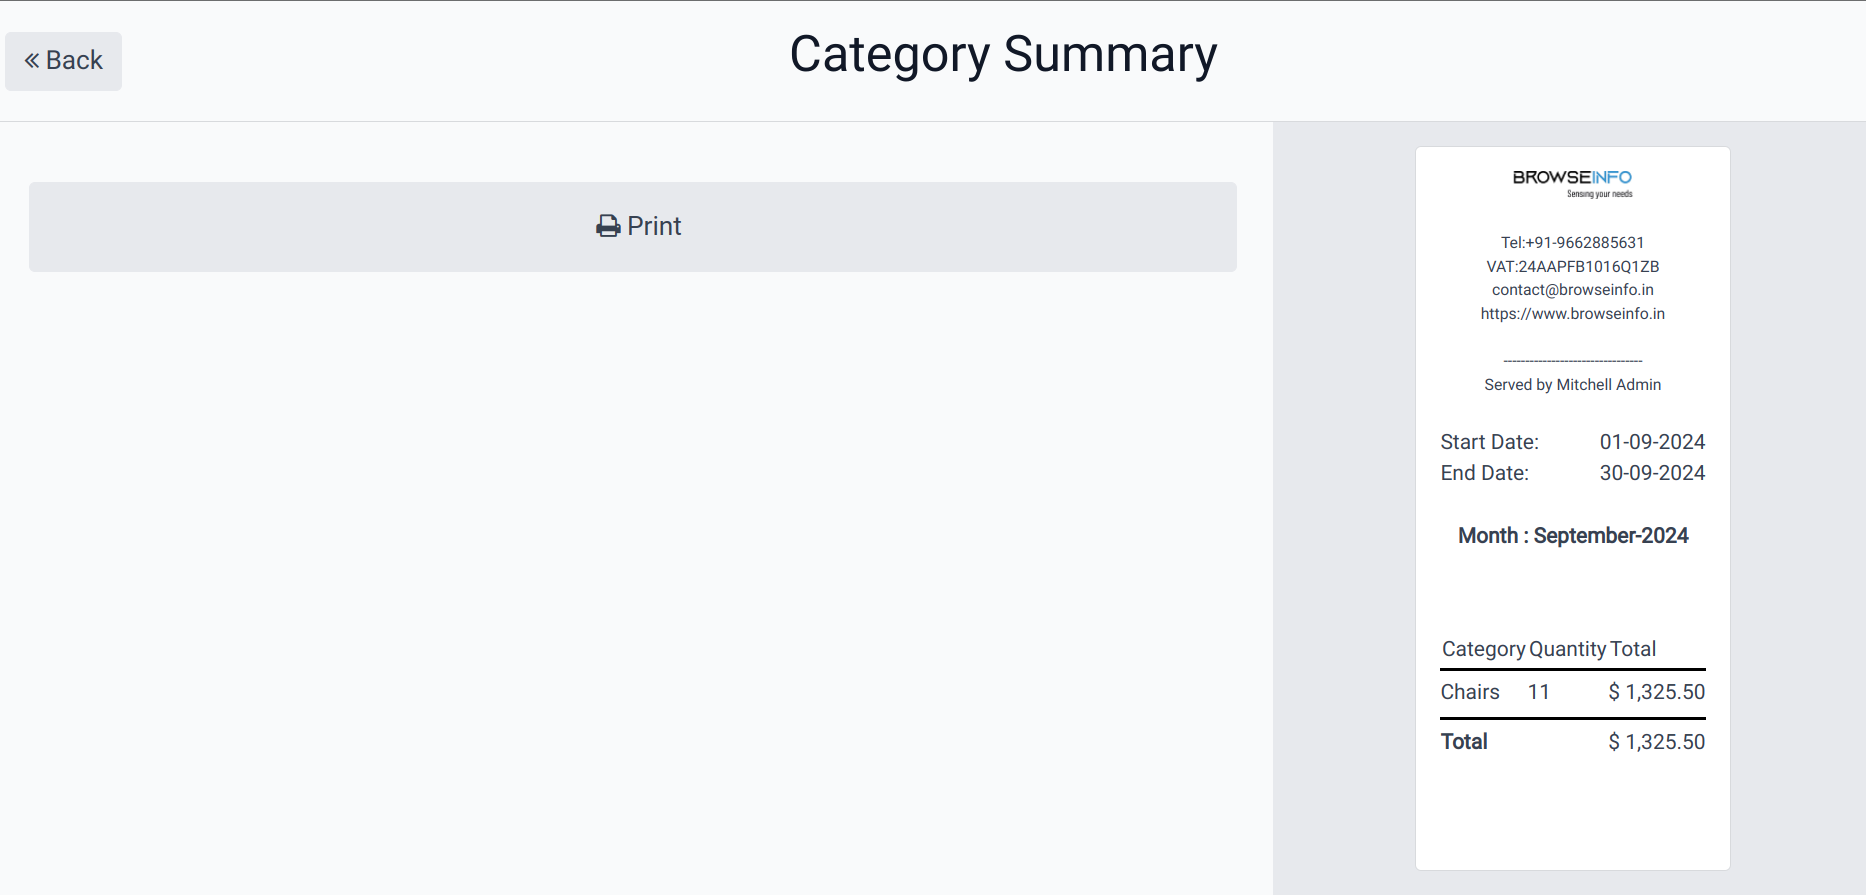 « Back
Category Summary
Print
BROWSEINFO
Sensing your needs
Tel:+91-9662885631
VAT:24AAPFB1016Q1ZB
contact@browseinfo.in
https://www.browseinfo.in
--------------------------------
Served by Mitchell Admin
Start Date: 01-09-2024
End Date: 30-09-2024
Month : September-2024
Category Quantity Total
Chairs 11 $ 1,325.50
Total $ 1,325.50